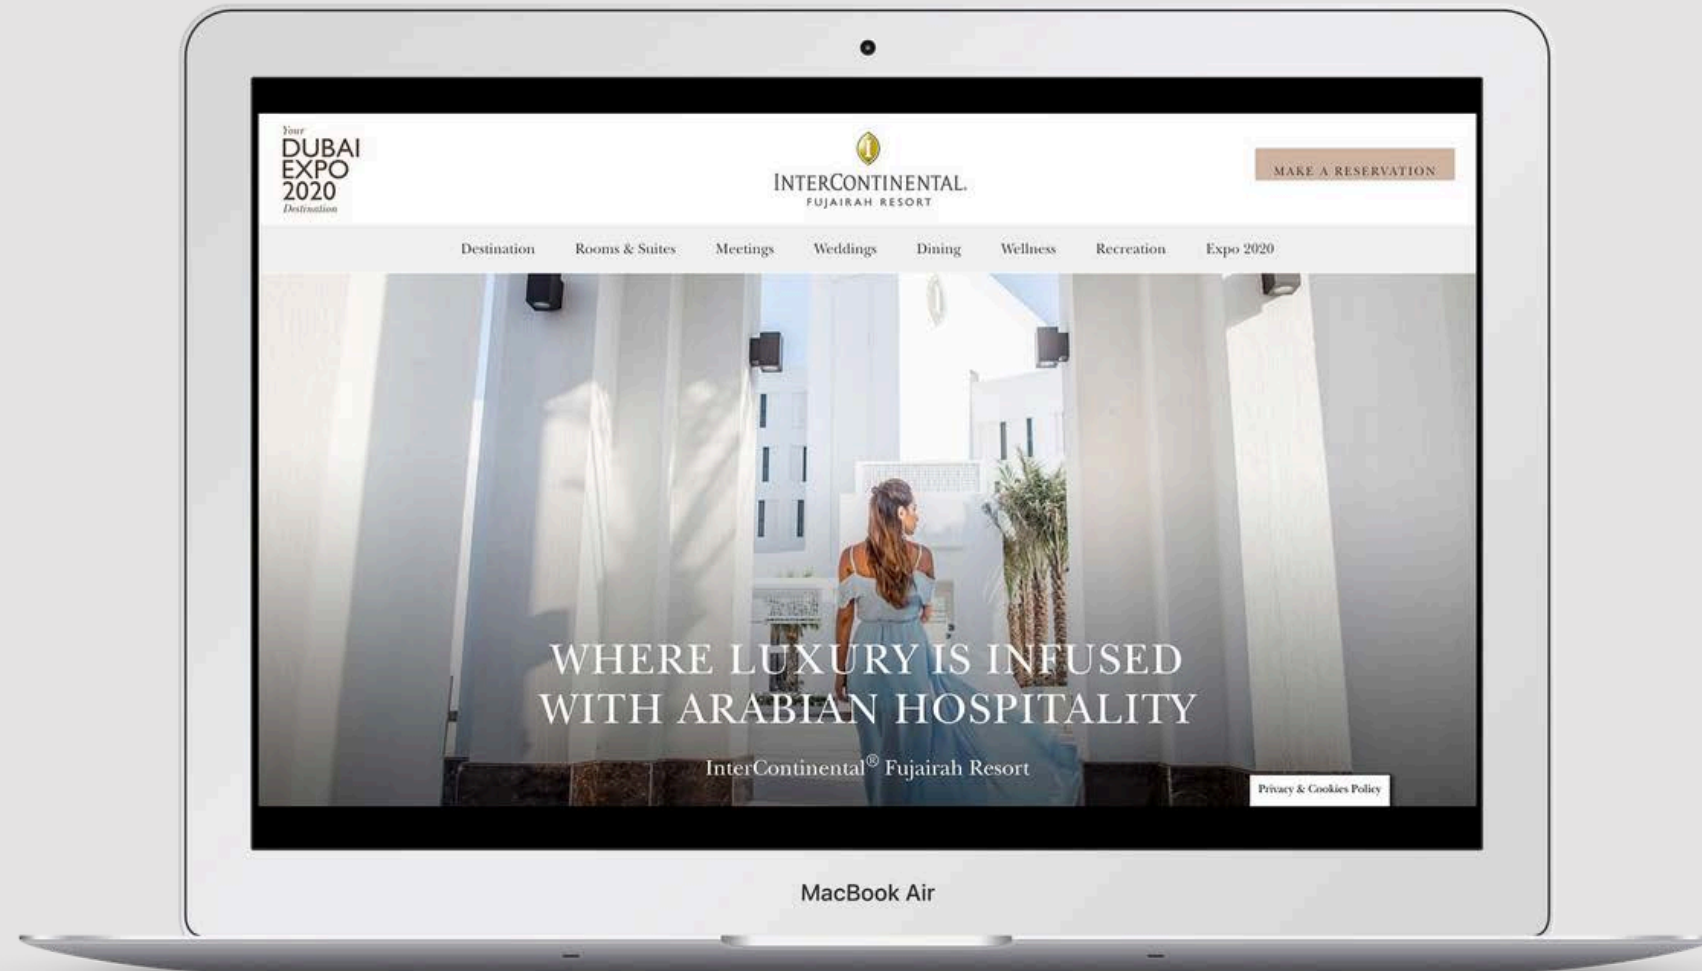 Your
DUBAI
EXPO
2020
Destination
INTERCONTINENTAL.
FUJAIRAH RESORT
MAKE A RESERVATION
Destination Rooms & Suites Meetings Weddings Dining Wellness Recreation Expo 2020
WHERE LUXURY IS INFUSED
WITH ARABIAN HOSPITALITY
InterContinental® Fujairah Resort
Privacy & Cookies Policy
MacBook Air